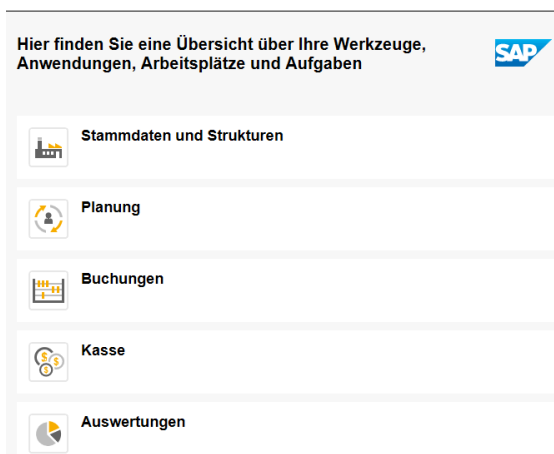 Hier finden Sie eine Übersicht über Ihre Werkzeuge,
Anwendungen, Arbeitsplätze und Aufgaben
SAP
Stammdaten und Strukturen
Planung
Buchungen
Kasse
Auswertungen